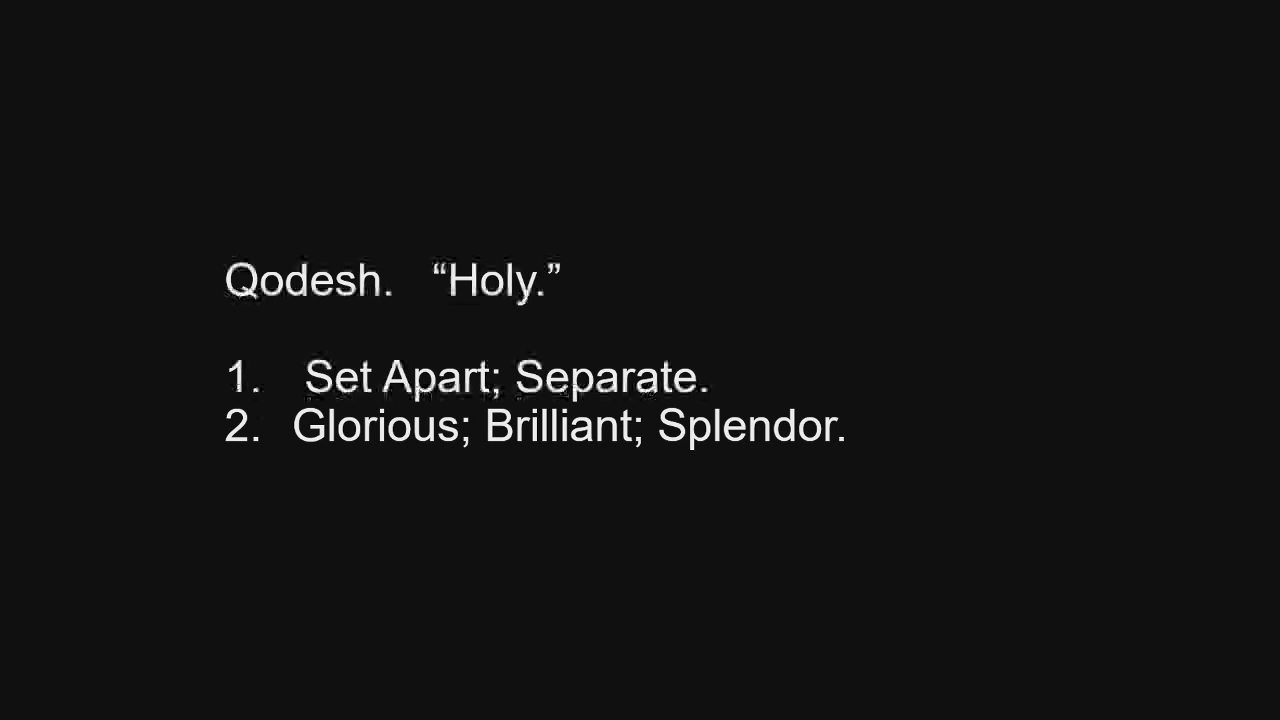 Qodesh. “Holy.”
1. Set Apart; Separate.
2. Glorious; Brilliant; Splendor.